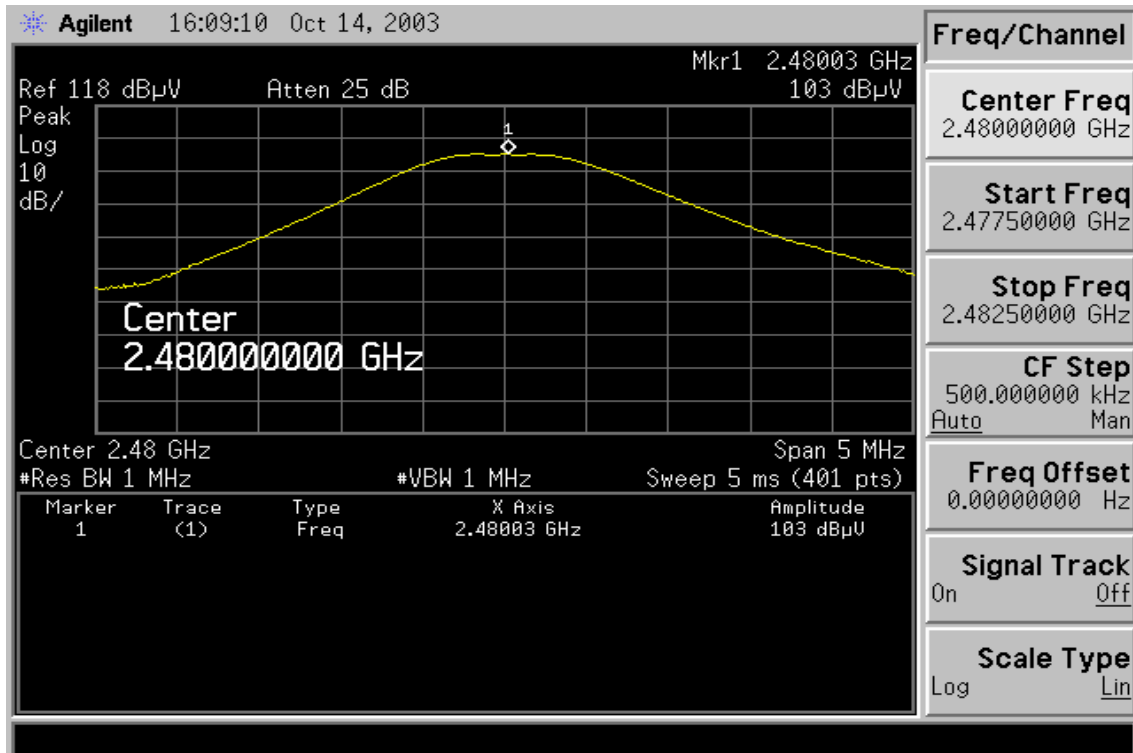 Agilent 16:09:10 Oct 14, 2003
Mkr1 2.48003 GHz
Ref 118 dBµV Atten 25 dB 103 dBµV
Peak
Log
10
dB/
1
Center
2.480000000 GHz
Center 2.48 GHz Span 5 MHz
#Res BW 1 MHz #VBW 1 MHz Sweep 5 ms (401 pts)
Marker Trace Type X Axis Amplitude
1 (1) Freq 2.48003 GHz 103 dBµV
Freq/Channel
Center Freq
2.48000000 GHz
Start Freq
2.47750000 GHz
Stop Freq
2.48250000 GHz
CF Step
500.000000 kHz
Auto Man
Freq Offset
0.00000000 Hz
Signal Track
On Off
Scale Type
Log Lin